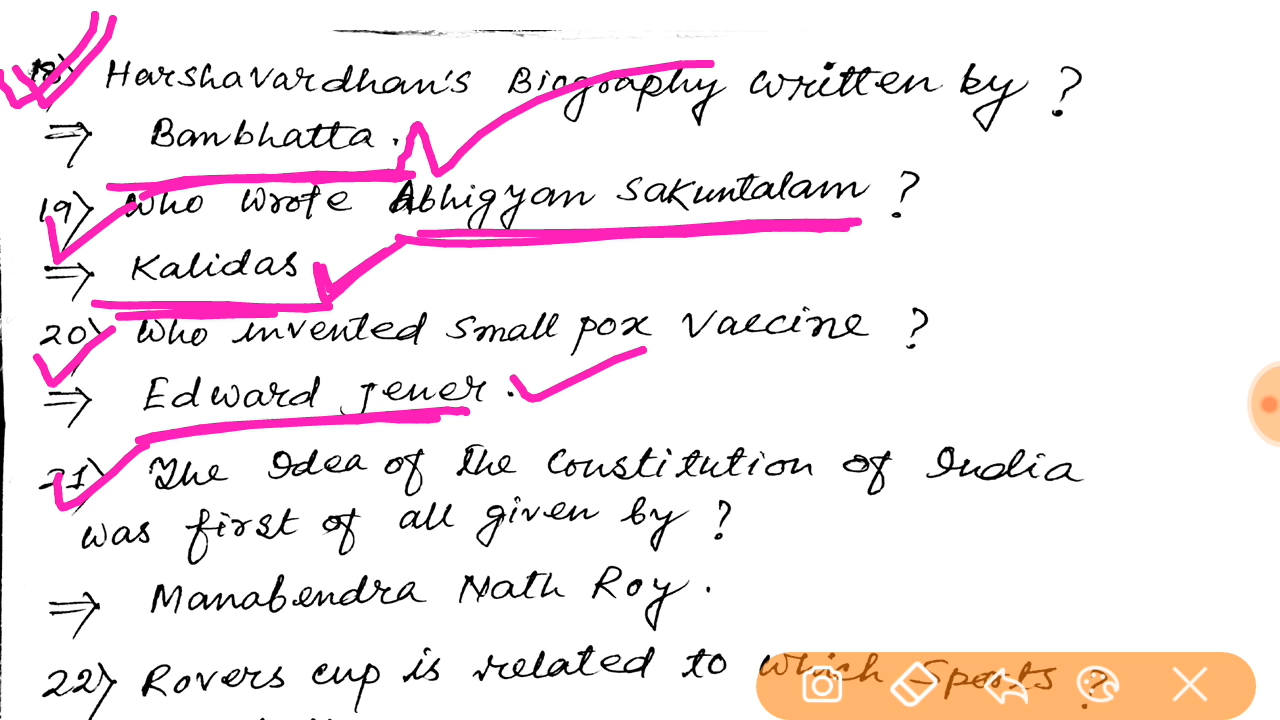 18) Harshavardhan's Biography written by ?
⇒ Banbhatta.
19) Who wrote Abhigyan Sakuntalam ?
⇒ Kalidas
20) Who invented Small pox Vaccine ?
⇒ Edward Jener.
21) The Idea of the Constitution of India
was first of all given by ?
⇒ Manabendra Nath Roy.
22) Rovers cup is related to which Sports ?